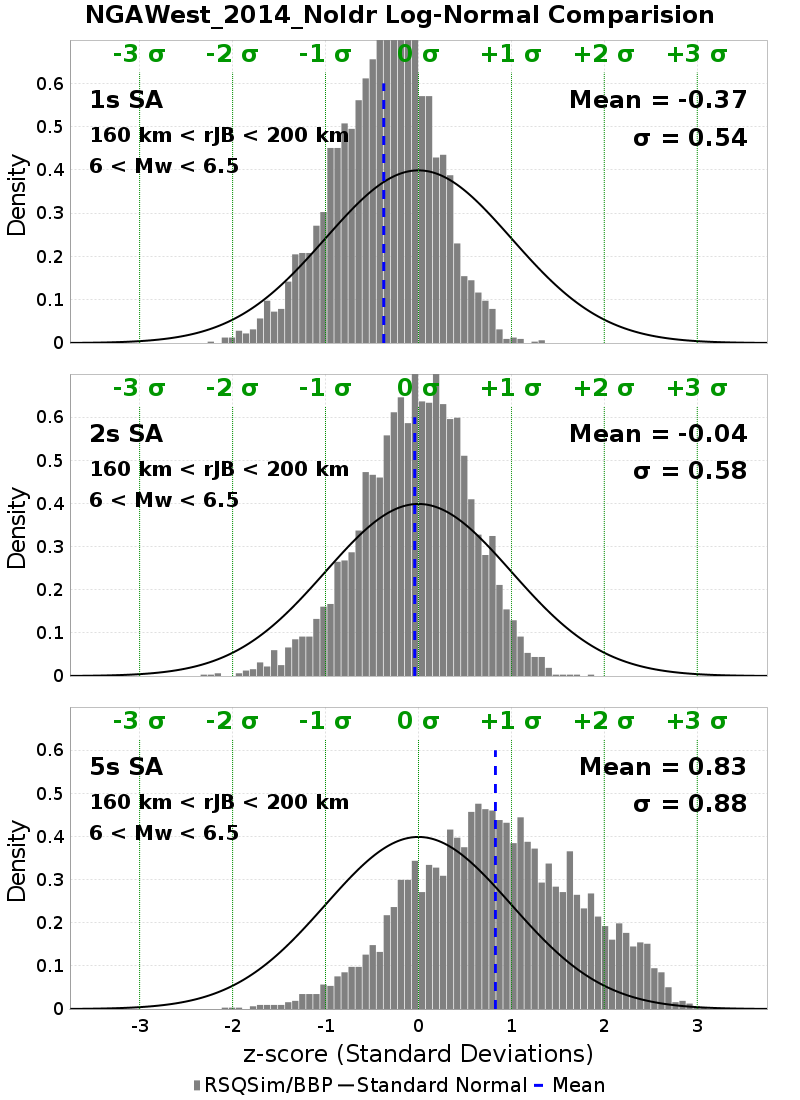 NGAWest_2014_NoIdr Log-Normal Comparision
-3 σ -2 σ -1 σ 0 σ +1 σ +2 σ +3 σ
1s SA
Mean = -0.37
160 km < rJB < 200 km
σ = 0.54
6 < Mw < 6.5
0.6
0.5
0.4
0.3
0.2
0.1
0
Density
-3 σ -2 σ -1 σ 0 σ +1 σ +2 σ +3 σ
2s SA
Mean = -0.04
160 km < rJB < 200 km
σ = 0.58
6 < Mw < 6.5
0.6
0.5
0.4
0.3
0.2
0.1
0
Density
-3 σ -2 σ -1 σ 0 σ +1 σ +2 σ +3 σ
5s SA
Mean = 0.83
160 km < rJB < 200 km
σ = 0.88
6 < Mw < 6.5
0.6
0.5
0.4
0.3
0.2
0.1
0
Density
-3 -2 -1 0 1 2 3
z-score (Standard Deviations)
RSQSim/BBP Standard Normal Mean